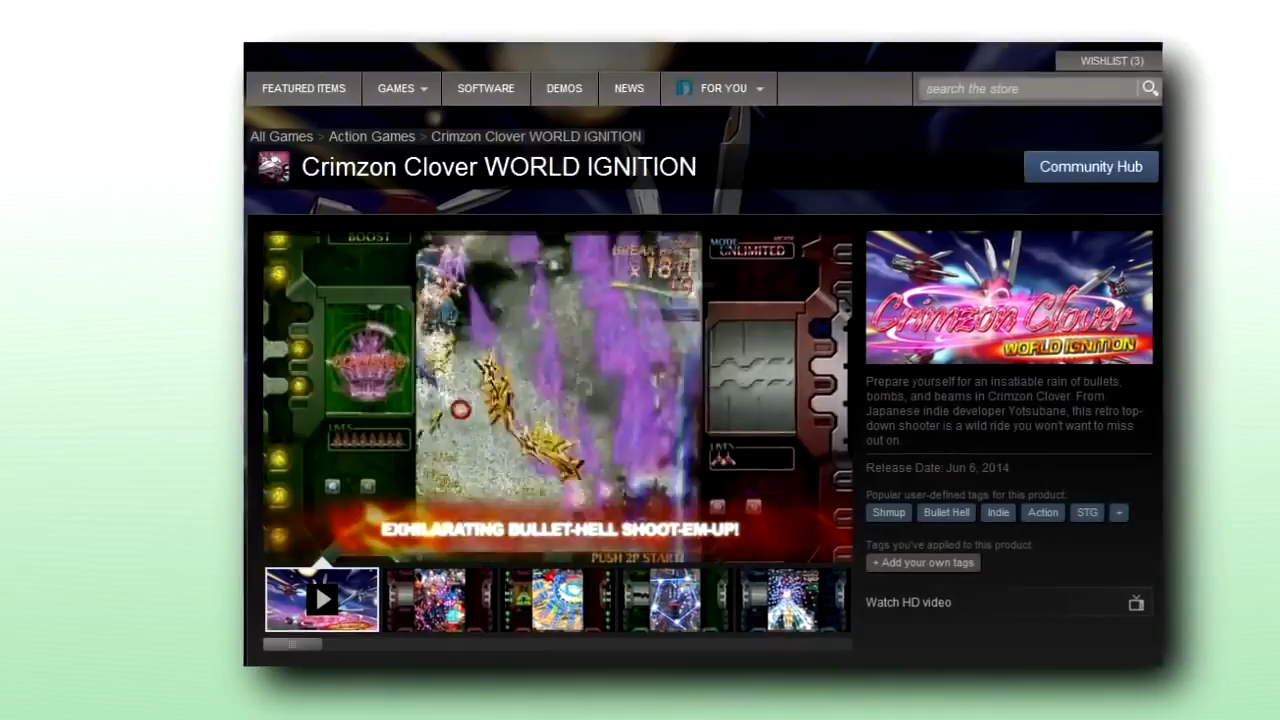 WISHLIST (3)
FEATURED ITEMS GAMES SOFTWARE DEMOS NEWS FOR YOU search the store
All Games > Action Games > Crimzon Clover WORLD IGNITION
Crimzon Clover WORLD IGNITION
Community Hub
BOOST
BREAK RATE
MODE
UNLIMITED
LIVES
LIVES
EXHILARATING BULLET-HELL SHOOT-EM-UP!
PUSH 2P START!
Crimzon Clover
WORLD IGNITION
Prepare yourself for an insatiable rain of bullets,
bombs, and beams in Crimzon Clover. From
Japanese indie developer Yotsubane, this retro top-
down shooter is a wild ride you won't want to miss
out on
Release Date: Jun 6, 2014
Popular user-defined tags for this product:
Shmup Bullet Hell Indie Action STG +
Tags you've applied to this product:
+ Add your own tags
Watch HD video